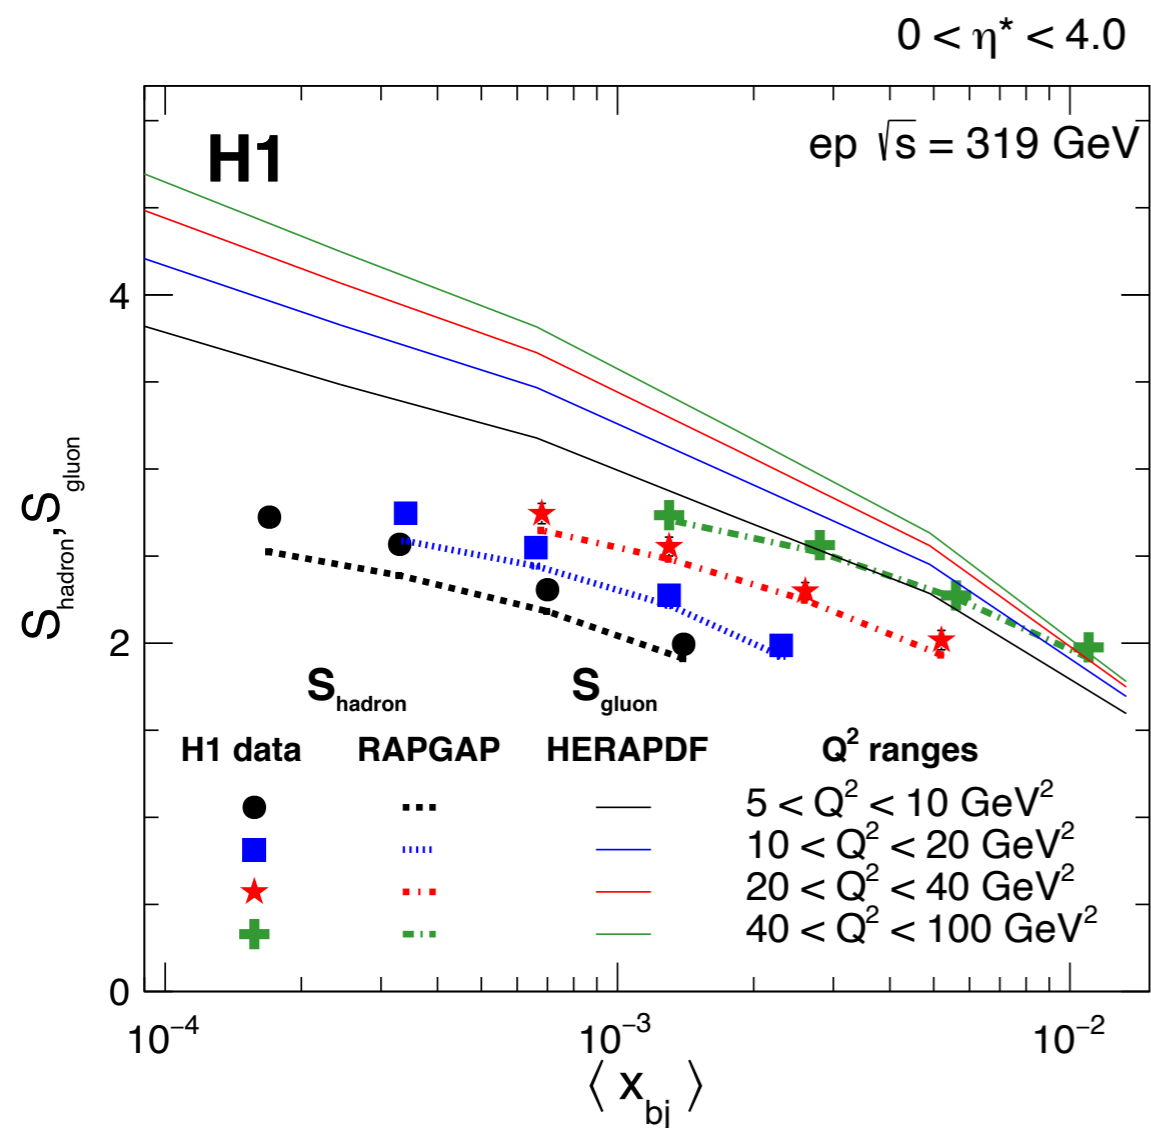 0 < η* < 4.0
H1
ep √s = 319 GeV
4
2
0
S_hadron, S_gluon
S_hadron S_gluon
H1 data RAPGAP HERAPDF Q² ranges
5 < Q² < 10 GeV²
10 < Q² < 20 GeV²
20 < Q² < 40 GeV²
40 < Q² < 100 GeV²
10⁻⁴ 10⁻³ 10⁻²
⟨ x_bj ⟩